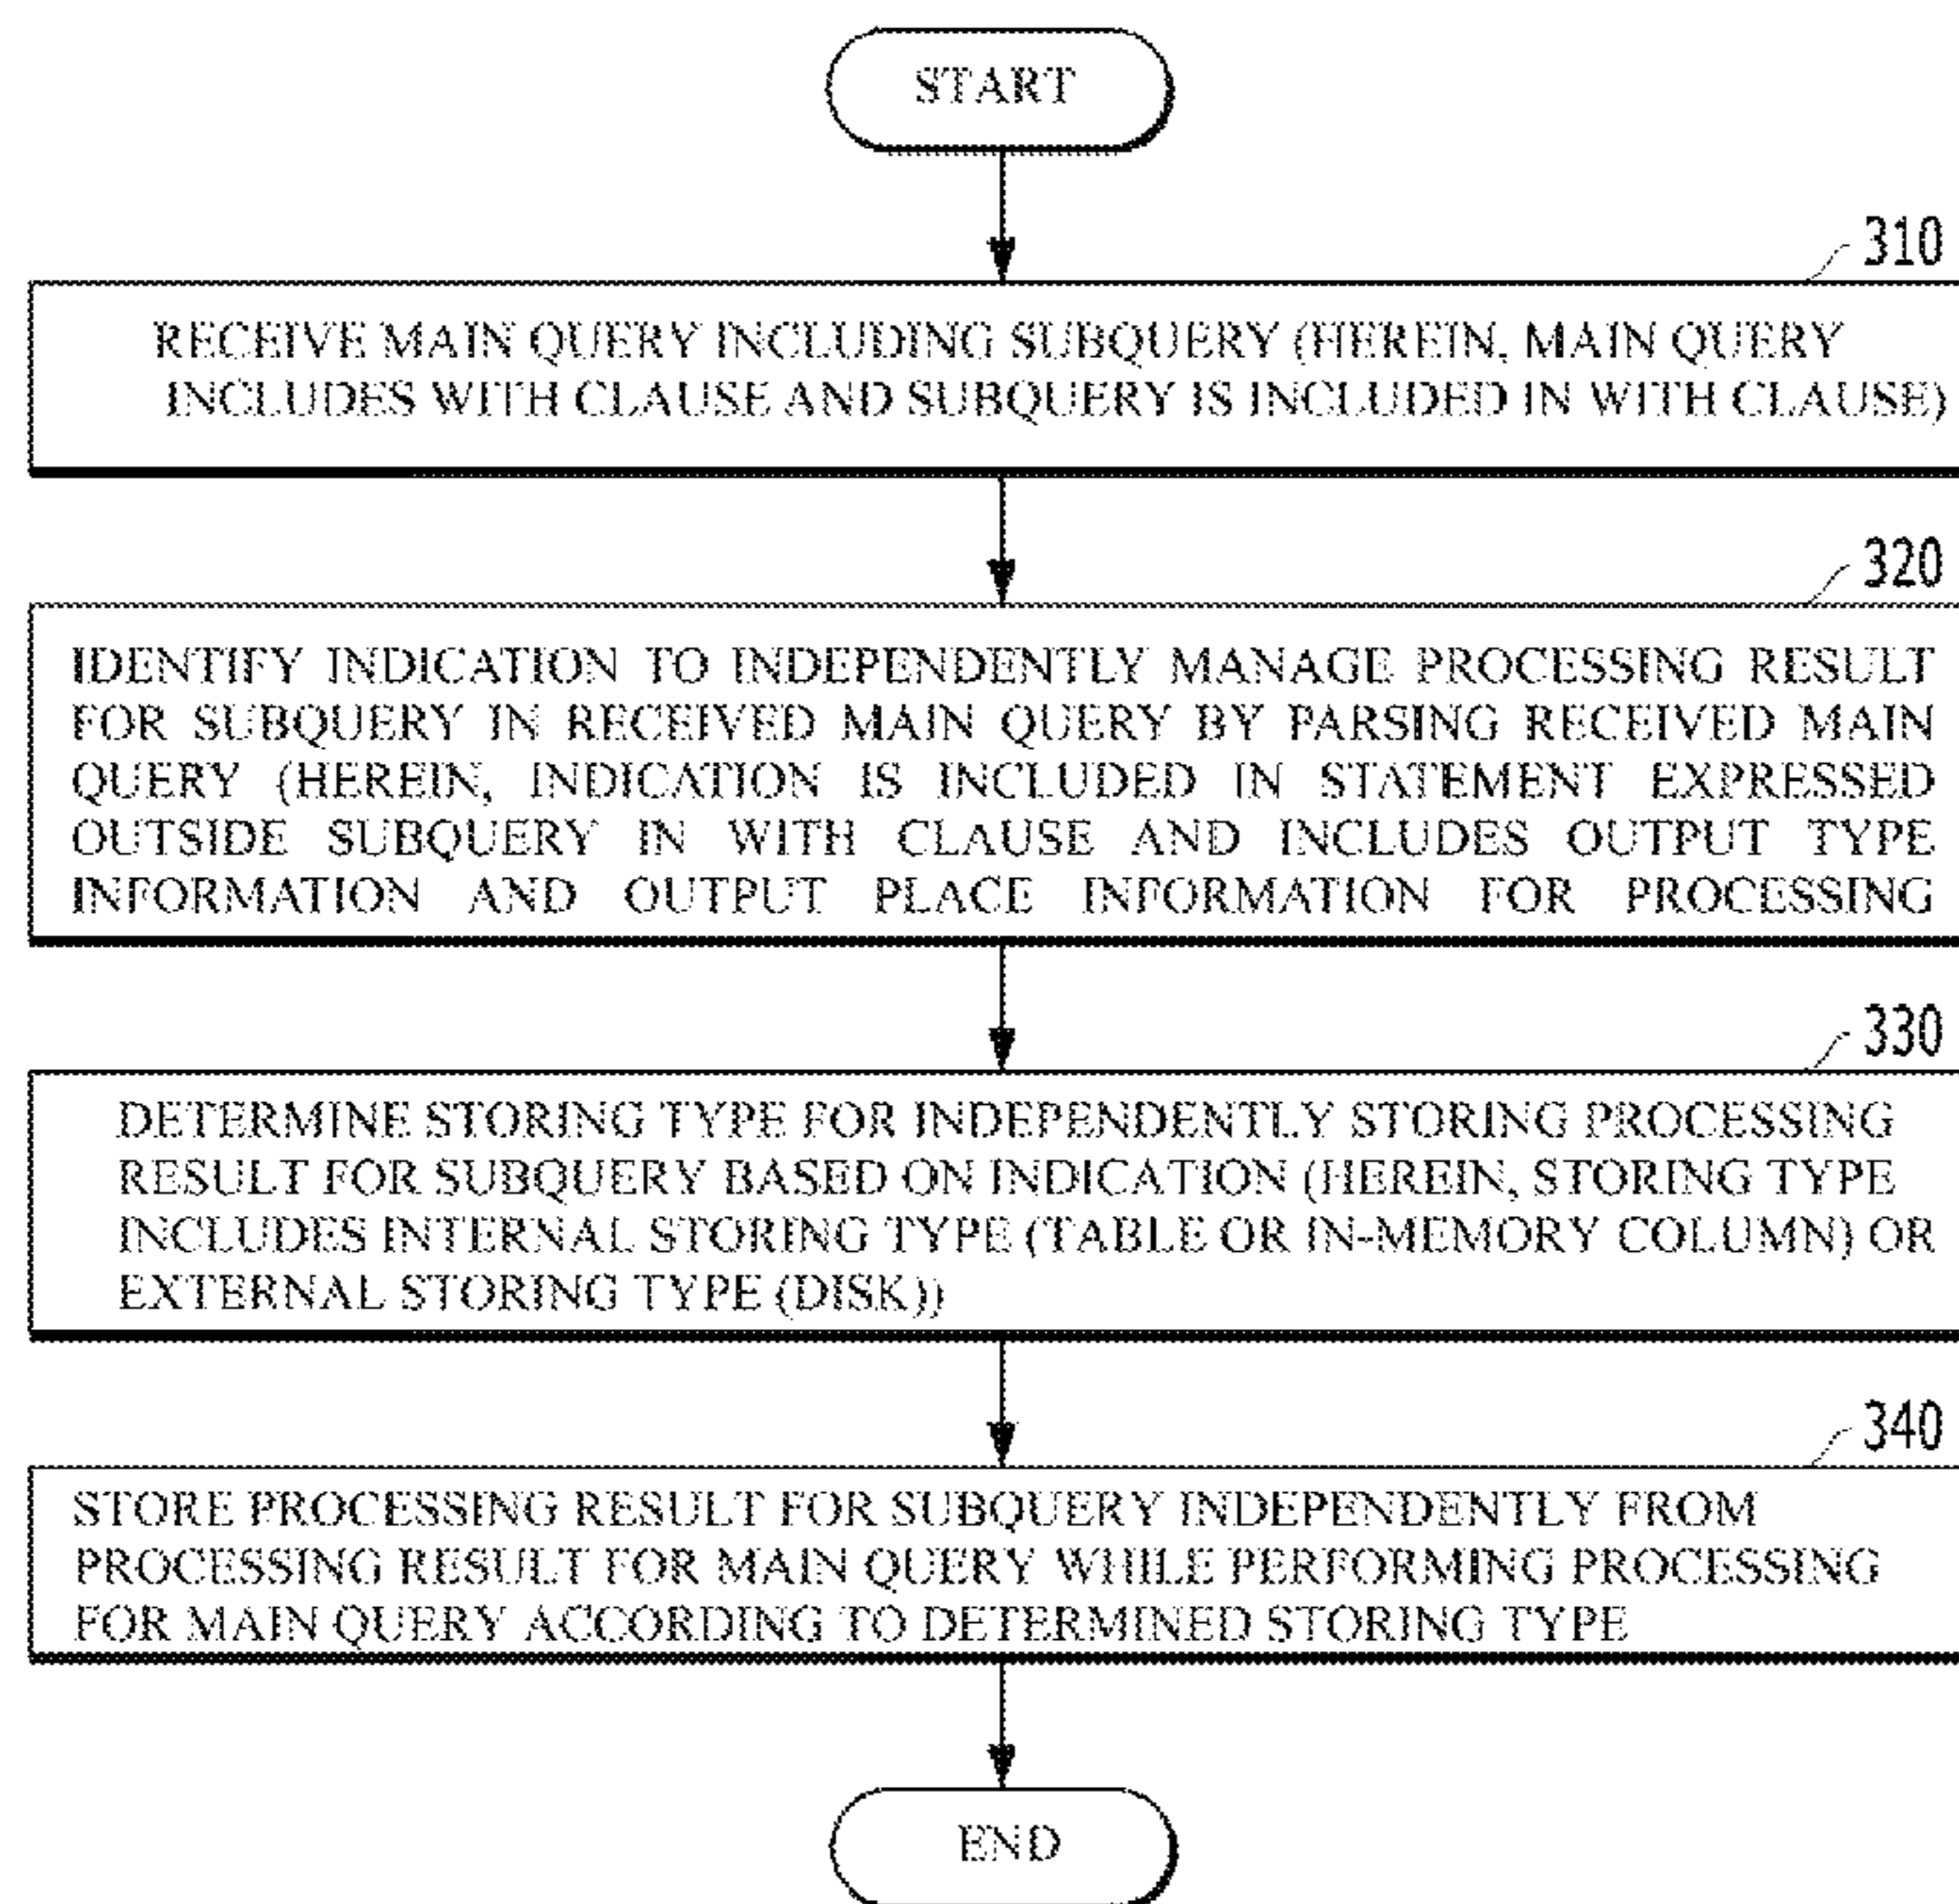 START
310
RECEIVE MAIN QUERY INCLUDING SUBQUERY (HEREIN, MAIN QUERY
INCLUDES WITH CLAUSE AND SUBQUERY IS INCLUDED IN WITH CLAUSE)
320
IDENTIFY INDICATION TO INDEPENDENTLY MANAGE PROCESSING RESULT
FOR SUBQUERY IN RECEIVED MAIN QUERY BY PARSING RECEIVED MAIN
QUERY (HEREIN, INDICATION IS INCLUDED IN STATEMENT EXPRESSED
OUTSIDE SUBQUERY IN WITH CLAUSE AND INCLUDES OUTPUT TYPE
INFORMATION AND OUTPUT PLACE INFORMATION FOR PROCESSING
330
DETERMINE STORING TYPE FOR INDEPENDENTLY STORING PROCESSING
RESULT FOR SUBQUERY BASED ON INDICATION (HEREIN, STORING TYPE
INCLUDES INTERNAL STORING TYPE (TABLE OR IN-MEMORY COLUMN) OR
EXTERNAL STORING TYPE (DISK))
340
STORE PROCESSING RESULT FOR SUBQUERY INDEPENDENTLY FROM
PROCESSING RESULT FOR MAIN QUERY WHILE PERFORMING PROCESSING
FOR MAIN QUERY ACCORDING TO DETERMINED STORING TYPE
END